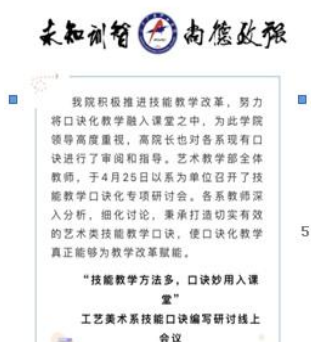 未知训智 尚德致强
我院积极推进技能教学改革，努力
将口诀化教学融入课堂之中，为此学院
领导高度重视，高院长也对各系现有口
诀进行了审阅和指导。艺术教学部全体
教师，于4月25日以系为单位召开了技
能教学口诀化专项研讨会。各系教师深
入分析，细化讨论，秉承打造切实有效
的艺术类技能教学口诀，使口诀化教学
真正能够为教学改革赋能。
5
“技能教学方法多，口诀妙用入课
堂”
工艺美术系技能口诀编写研讨线上
会议